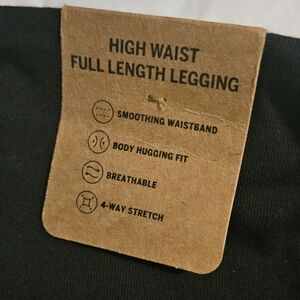 HIGH WAIST
FULL LENGTH LEGGING
SMOOTHING WAISTBAND
BODY HUGGING FIT
BREATHABLE
4-WAY STRETCH